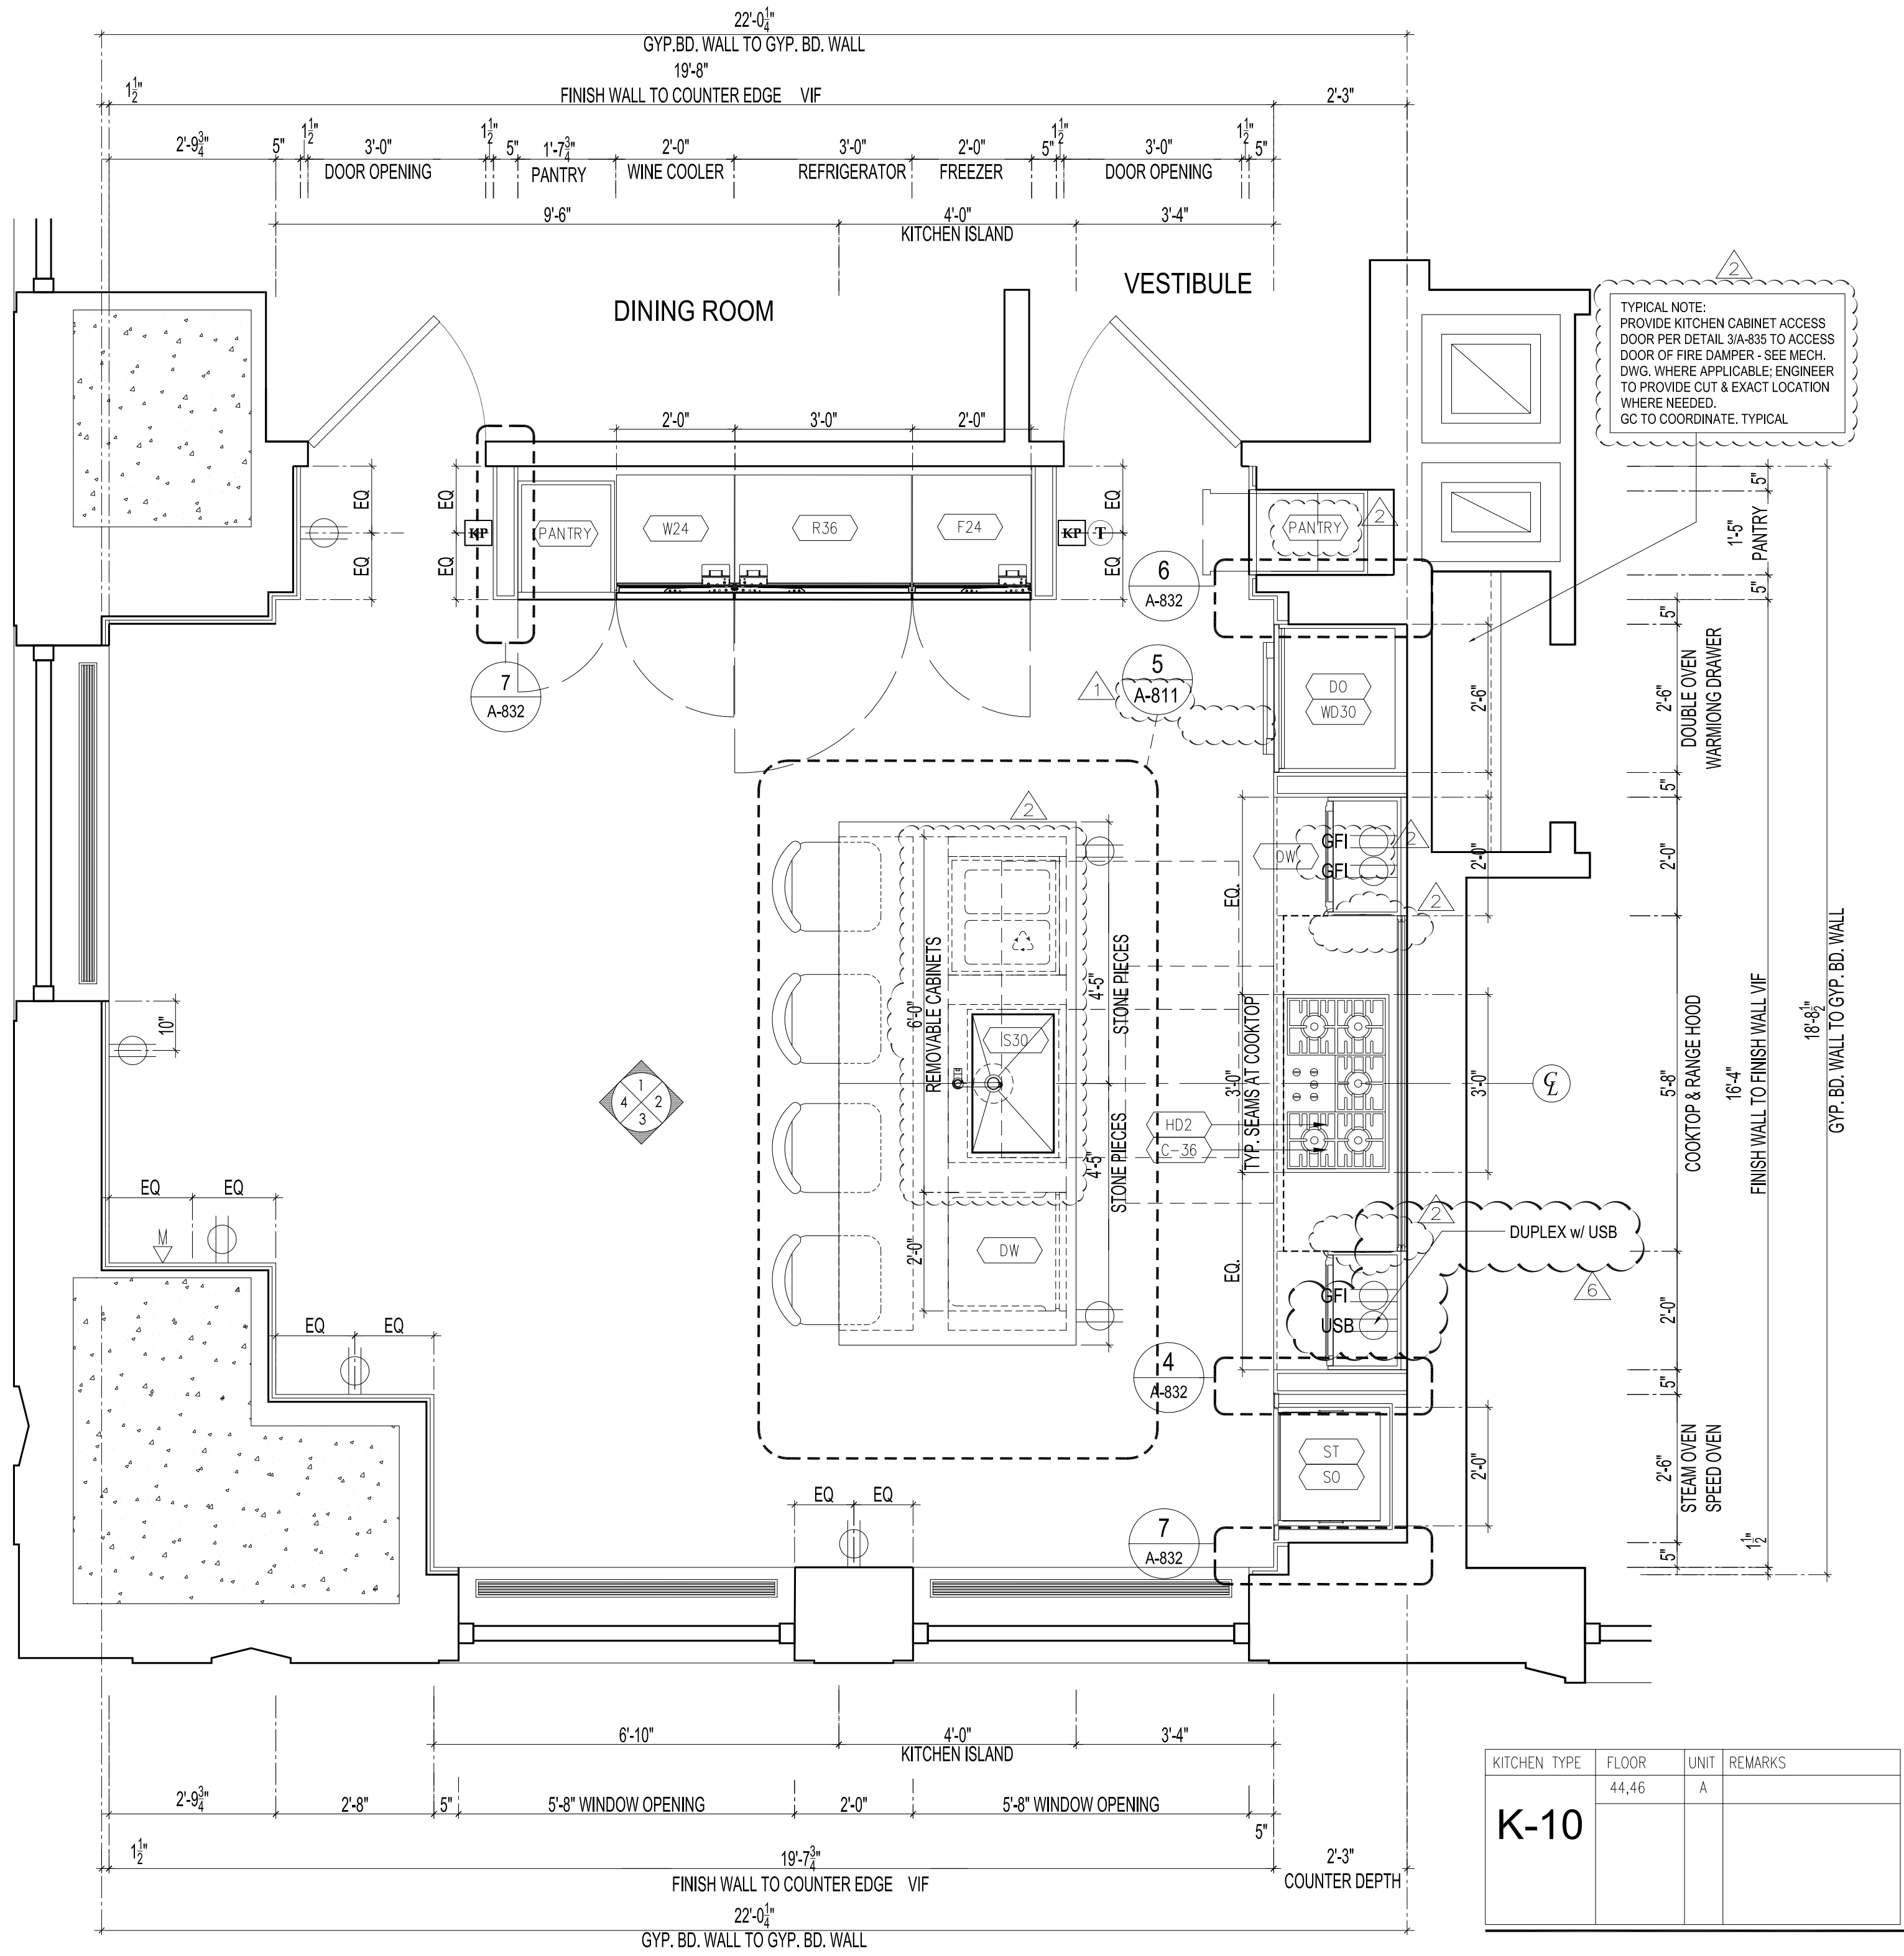 22'-0 1/4"
GYP.BD. WALL TO GYP. BD. WALL
19'-8"
1 1/2"
FINISH WALL TO COUNTER EDGE VIF
2'-3"
2'-9 3/4"
5"
1 1/2"
3'-0"
DOOR OPENING
1 1/2"
5"
1'-7 3/4"
PANTRY
2'-0"
WINE COOLER
3'-0"
REFRIGERATOR
2'-0"
FREEZER
5"
1 1/2"
3'-0"
DOOR OPENING
1 1/2"
5"
9'-6"
4'-0"
KITCHEN ISLAND
3'-4"
DINING ROOM
VESTIBULE
2
TYPICAL NOTE:
PROVIDE KITCHEN CABINET ACCESS
DOOR PER DETAIL 3/A-835 TO ACCESS
DOOR OF FIRE DAMPER - SEE MECH.
DWG. WHERE APPLICABLE; ENGINEER
TO PROVIDE CUT & EXACT LOCATION
WHERE NEEDED.
GC TO COORDINATE. TYPICAL
2'-0"
3'-0"
2'-0"
EQ
EQ
EQ
EQ
KP
PANTRY
W24
R36
F24
KP
T
EQ
EQ
PANTRY
2
5"
1'-5"
PANTRY
5"
6
A-832
7
A-832
5
A-811
1
DO
WD30
2'-6"
5"
2'-6"
DOUBLE OVEN
WARMIONG DRAWER
5"
2
GFI
GFI
DW
2
2'-0"
2'-0"
2
EQ.
REMOVABLE CABINETS
6'-0"
4'-5"
STONE PIECES
IS30
10"
1
2
3
4
3'-0"
TYP. SEAMS AT COOKTOP
HD2
C-36
3'-0"
CL
5'-8"
COOKTOP & RANGE HOOD
16'-4"
FINISH WALL TO FINISH WALL VIF
18'-8 1/2"
GYP. BD. WALL TO GYP. BD. WALL
4'-5"
STONE PIECES
EQ
EQ
M
2'-0"
DW
EQ.
2
DUPLEX w/ USB
6
GFI
USB
2'-0"
EQ
EQ
4
A-832
5"
ST
SO
2'-0"
2'-6"
STEAM OVEN
SPEED OVEN
EQ
EQ
7
A-832
5"
1 1/2"
6'-10"
4'-0"
KITCHEN ISLAND
3'-4"
2'-9 3/4"
2'-8"
5"
5'-8" WINDOW OPENING
2'-0"
5'-8" WINDOW OPENING
5"
1 1/2"
19'-7 3/4"
FINISH WALL TO COUNTER EDGE VIF
2'-3"
COUNTER DEPTH
22'-0 1/4"
GYP. BD. WALL TO GYP. BD. WALL
KITCHEN TYPE FLOOR UNIT REMARKS
44,46 A
K-10